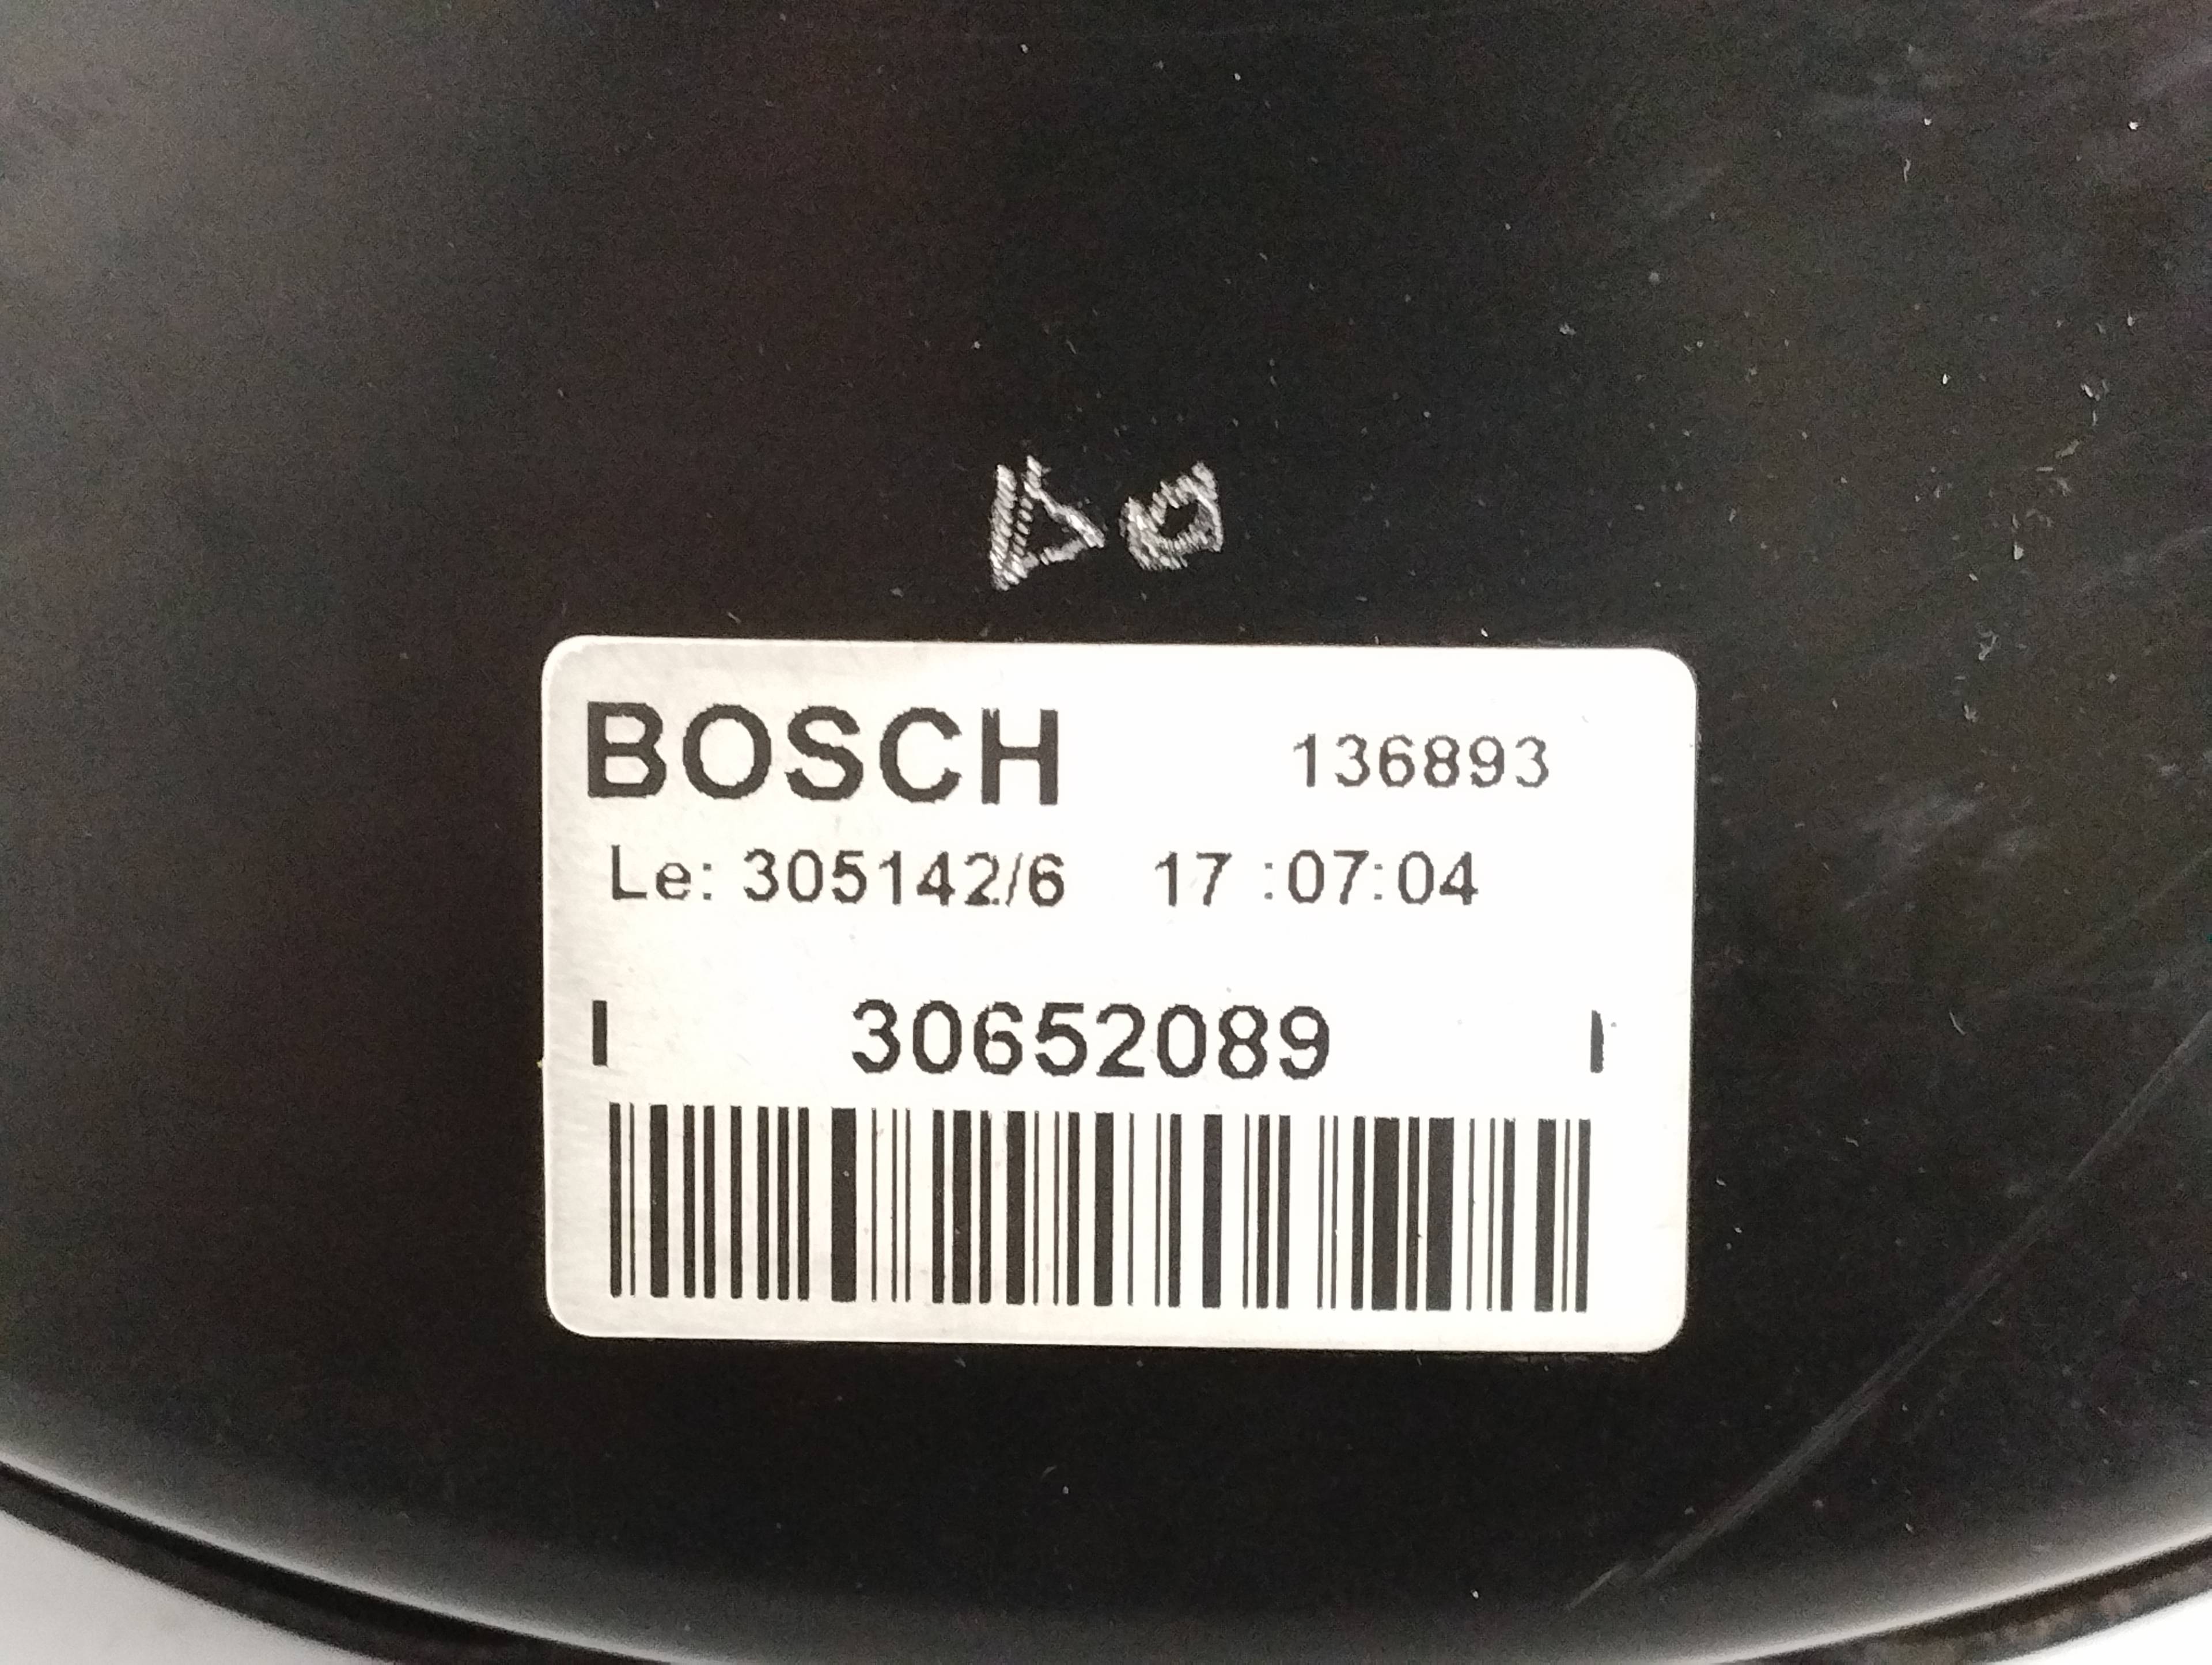 BOSCH 136893
Le: 305142/6 17 :07:04
I 30652089 I